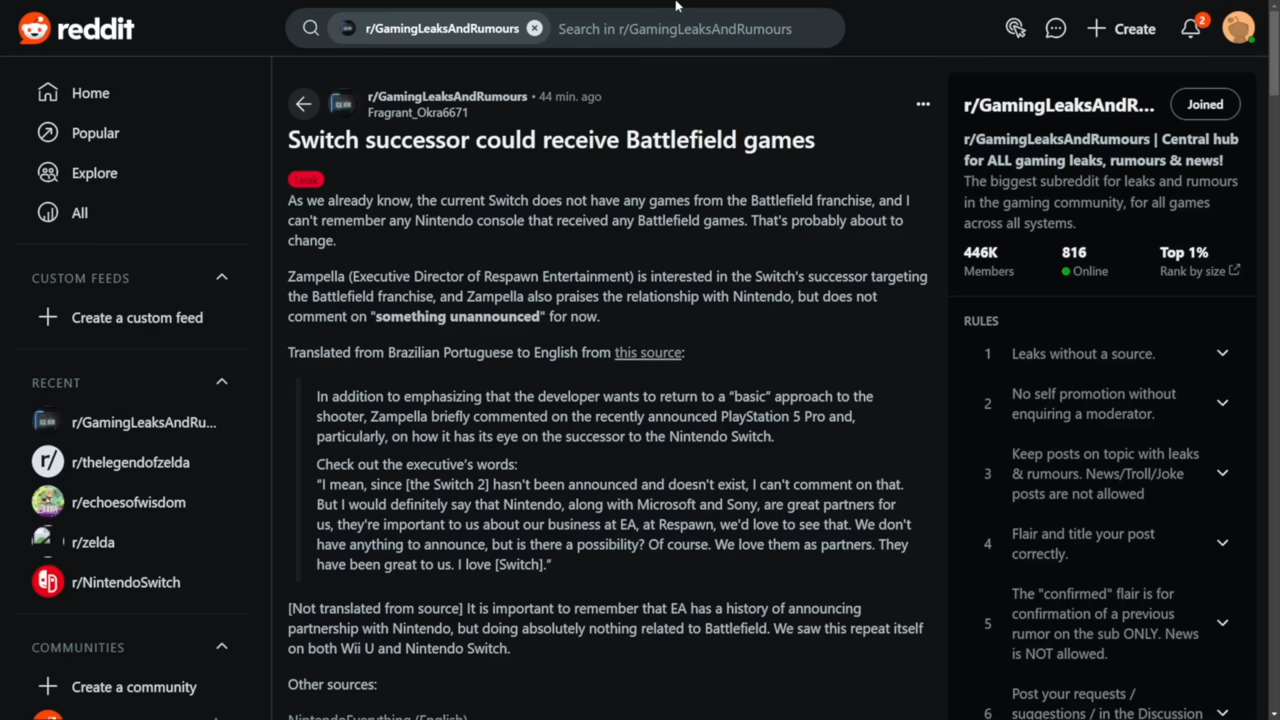 reddit
r/GamingLeaksAndRumours
Search in r/GamingLeaksAndRumours
Create
2
Home
Popular
Explore
All
CUSTOM FEEDS
Create a custom feed
RECENT
r/GamingLeaksAndRu...
r/thelegendofzelda
r/echoesofwisdom
r/zelda
r/NintendoSwitch
COMMUNITIES
Create a community
r/GamingLeaksAndRumours • 44 min. ago
Fragrant_Okra6671
Switch successor could receive Battlefield games
Leak
As we already know, the current Switch does not have any games from the Battlefield franchise, and I
can't remember any Nintendo console that received any Battlefield games. That's probably about to
change.
Zampella (Executive Director of Respawn Entertainment) is interested in the Switch's successor targeting
the Battlefield franchise, and Zampella also praises the relationship with Nintendo, but does not
comment on "something unannounced" for now.
Translated from Brazilian Portuguese to English from this source:
In addition to emphasizing that the developer wants to return to a “basic” approach to the
shooter, Zampella briefly commented on the recently announced PlayStation 5 Pro and,
particularly, on how it has its eye on the successor to the Nintendo Switch.
Check out the executive’s words:
“I mean, since [the Switch 2] hasn't been announced and doesn't exist, I can't comment on that.
But I would definitely say that Nintendo, along with Microsoft and Sony, are great partners for
us, they're important to us about our business at EA, at Respawn, we'd love to see that. We don't
have anything to announce, but is there a possibility? Of course. We love them as partners. They
have been great to us. I love [Switch].”
[Not translated from source] It is important to remember that EA has a history of announcing
partnership with Nintendo, but doing absolutely nothing related to Battlefield. We saw this repeat itself
on both Wii U and Nintendo Switch.
Other sources:
NintendoEverything (English)
r/GamingLeaksAndR...
Joined
r/GamingLeaksAndRumours | Central hub
for ALL gaming leaks, rumours & news!
The biggest subreddit for leaks and rumours
in the gaming community, for all games
across all systems.
446K 816 Top 1%
Members Online Rank by size
RULES
1 Leaks without a source.
2 No self promotion without
enquiring a moderator.
3 Keep posts on topic with leaks
& rumours. News/Troll/Joke
posts are not allowed
4 Flair and title your post
correctly.
5 The "confirmed" flair is for
confirmation of a previous
rumor on the sub ONLY. News
is NOT allowed.
6 Post your requests /
suggestions / in the Discussion